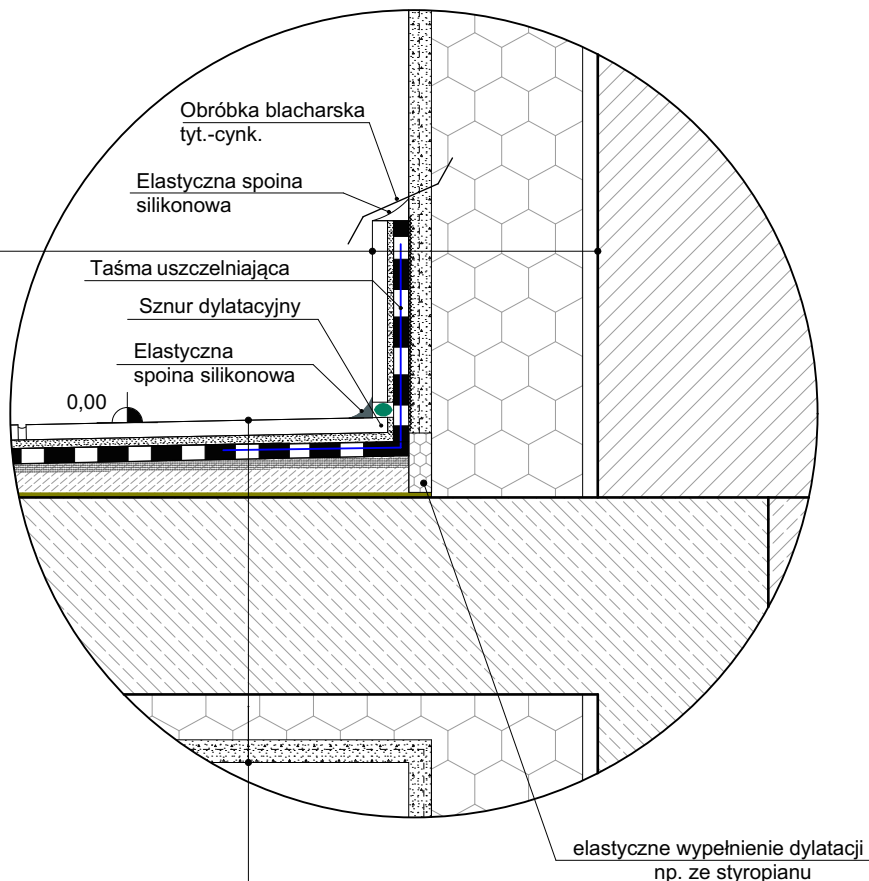 Obróbka blacharska
tyt.-cynk.
Elastyczna spoina
silikonowa
Taśma uszczelniająca
Sznur dylatacyjny
Elastyczna
spoina silikonowa
0,00
elastyczne wypełnienie dylatacji
np. ze styropianu